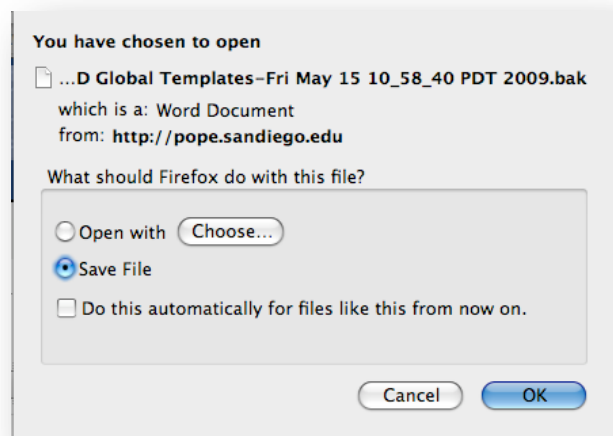 You have chosen to open
...D Global Templates–Fri May 15 10_58_40 PDT 2009.bak
which is a: Word Document
from: http://pope.sandiego.edu
What should Firefox do with this file?
Open with Choose...
Save File
Do this automatically for files like this from now on.
Cancel OK